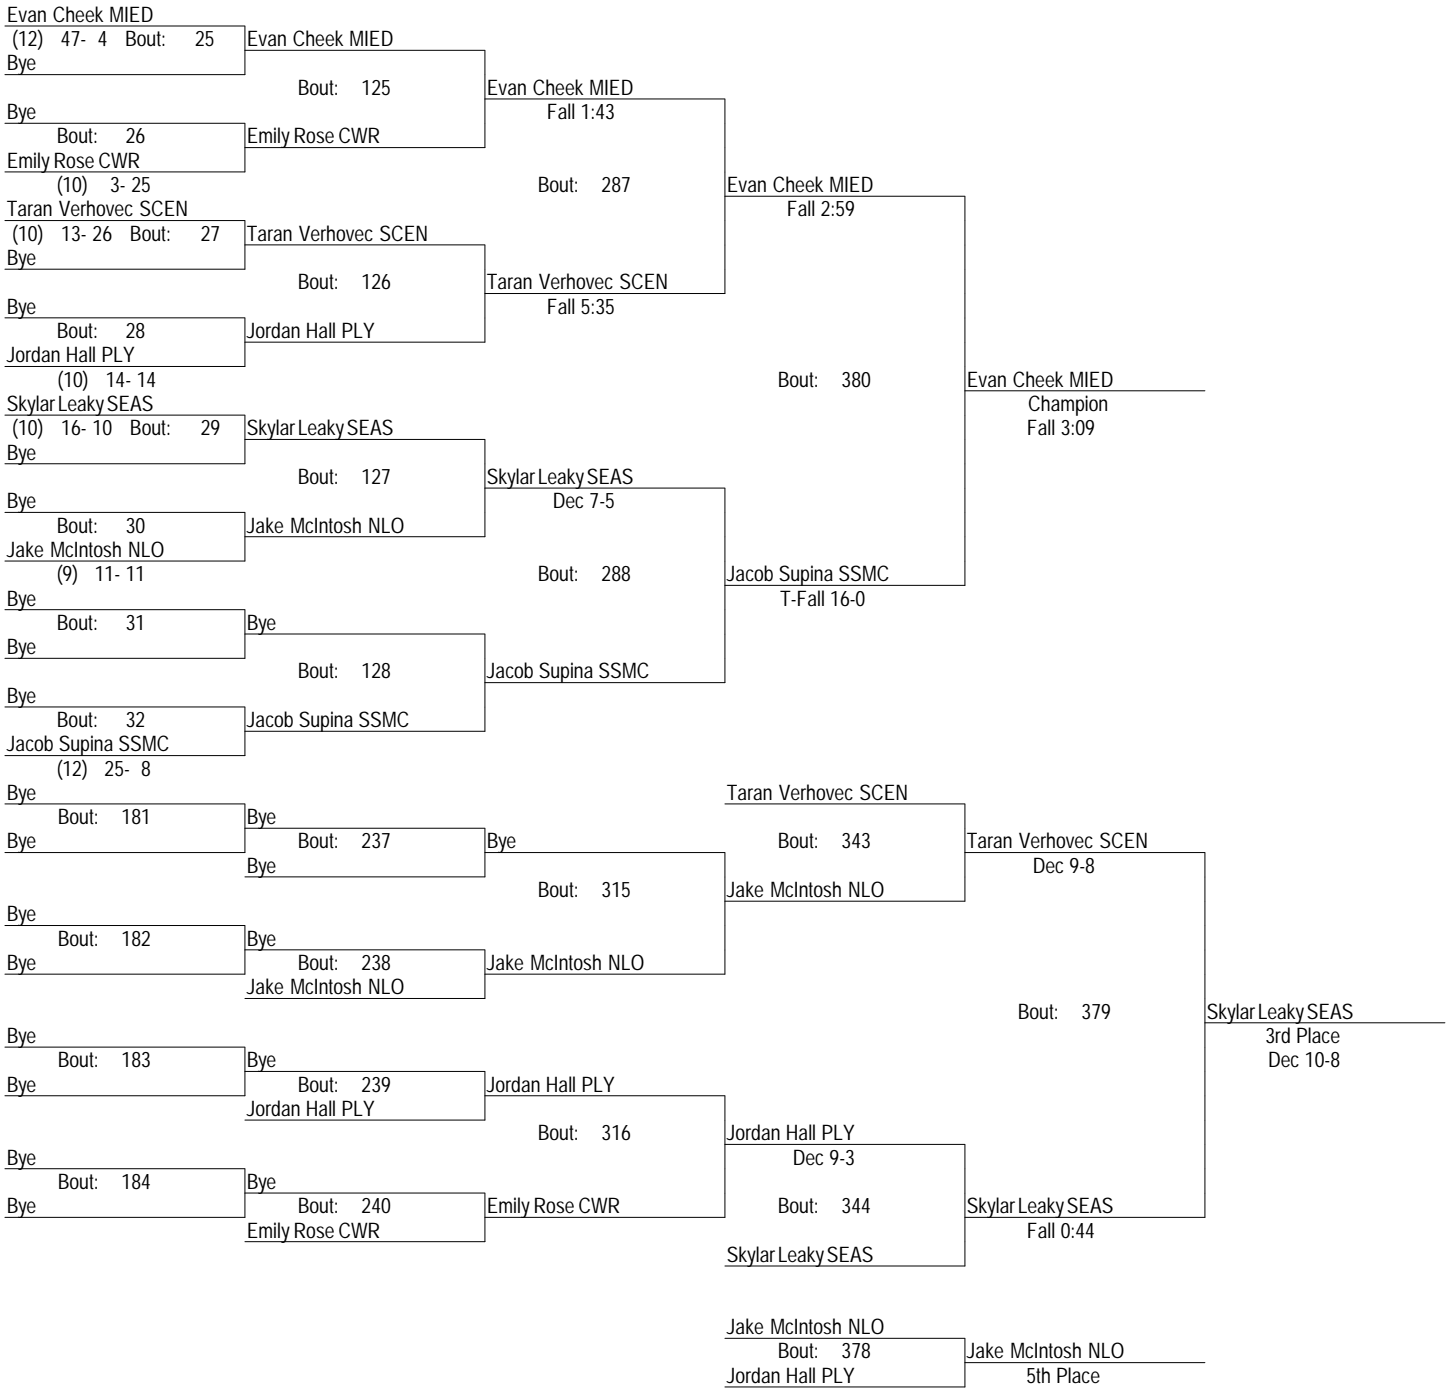 Evan Cheek MIED
(12) 47- 4 Bout: 25 Evan Cheek MIED
Bye
Bout: 125 Evan Cheek MIED
Bye Fall 1:43
Bout: 26 Emily Rose CWR
Emily Rose CWR
(10) 3- 25 Bout: 287 Evan Cheek MIED
Taran Verhovec SCEN Fall 2:59
(10) 13- 26 Bout: 27 Taran Verhovec SCEN
Bye
Bout: 126 Taran Verhovec SCEN
Bye Fall 5:35
Bout: 28 Jordan Hall PLY
Jordan Hall PLY
(10) 14- 14 Bout: 380 Evan Cheek MIED
Skylar Leaky SEAS Champion
(10) 16- 10 Bout: 29 Skylar Leaky SEAS Fall 3:09
Bye
Bout: 127 Skylar Leaky SEAS
Bye Dec 7-5
Bout: 30 Jake McIntosh NLO
Jake McIntosh NLO
(9) 11- 11 Bout: 288 Jacob Supina SSMC
Bye T-Fall 16-0
Bout: 31 Bye
Bye
Bout: 128 Jacob Supina SSMC
Bye
Bout: 32 Jacob Supina SSMC
Jacob Supina SSMC
(12) 25- 8
Bye Taran Verhovec SCEN
Bout: 181 Bye
Bye Bout: 237 Bye Bout: 343 Taran Verhovec SCEN
Bye Dec 9-8
Bout: 315 Jake McIntosh NLO
Bye
Bout: 182 Bye
Bye Bout: 238 Jake McIntosh NLO
Jake McIntosh NLO
Bout: 379 Skylar Leaky SEAS
Bye 3rd Place
Bout: 183 Bye Dec 10-8
Bye Bout: 239 Jordan Hall PLY
Jordan Hall PLY
Bout: 316 Jordan Hall PLY
Bye Dec 9-3
Bout: 184 Bye
Bye Bout: 240 Emily Rose CWR Bout: 344 Skylar Leaky SEAS
Emily Rose CWR Fall 0:44
Skylar Leaky SEAS
Jake McIntosh NLO
Bout: 378 Jake McIntosh NLO
Jordan Hall PLY 5th Place